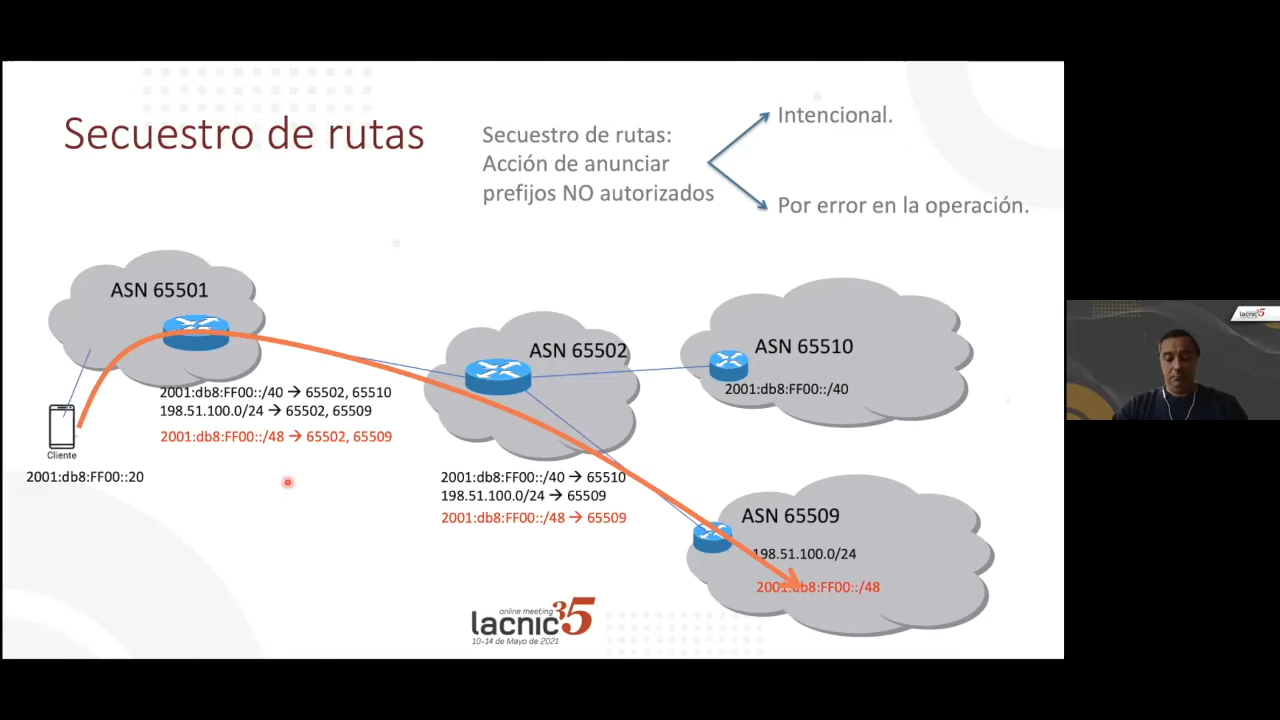 Secuestro de rutas
Secuestro de rutas:
Acción de anunciar
prefijos NO autorizados
Intencional.
Por error en la operación.
ASN 65501
2001:db8:FF00::/40 → 65502, 65510
198.51.100.0/24 → 65502, 65509
2001:db8:FF00::/48 → 65502, 65509
Cliente
2001:db8:FF00::20
ASN 65502
2001:db8:FF00::/40 → 65510
198.51.100.0/24 → 65509
2001:db8:FF00::/48 → 65509
ASN 65510
2001:db8:FF00::/40
ASN 65509
198.51.100.0/24
2001:db8:FF00::/48
online meeting
lacnic35
10-14 de Mayo de 2021
lacnic35